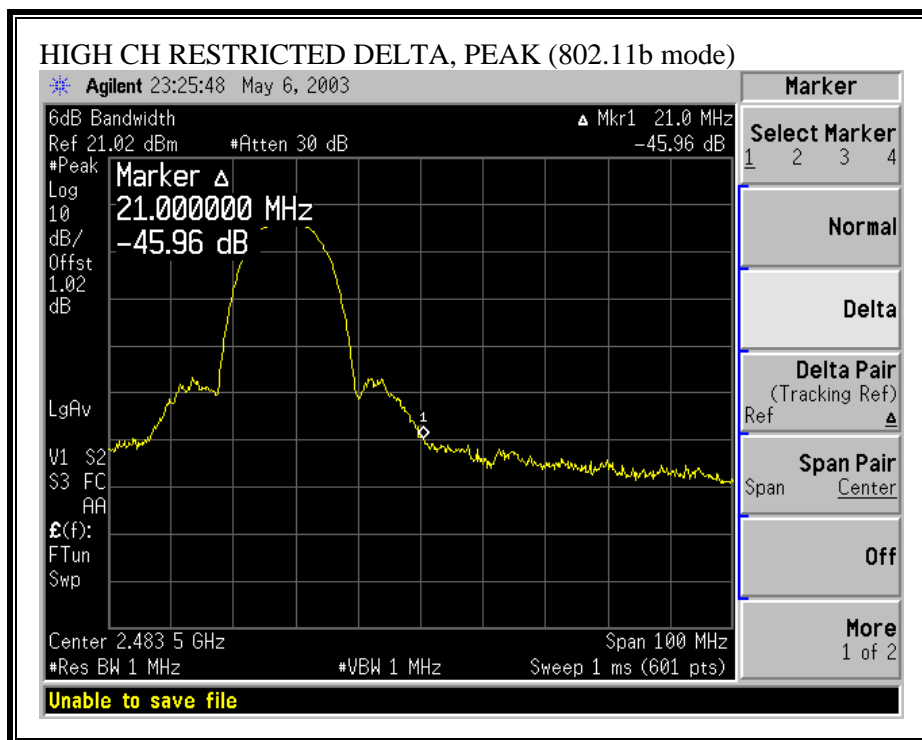 HIGH CH RESTRICTED DELTA, PEAK (802.11b mode)
Agilent 23:25:48 May 6, 2003
6dB Bandwidth
Δ Mkr1 21.0 MHz
Ref 21.02 dBm #Atten 30 dB -45.96 dB
#Peak
Log
10
dB/
Offst
1.02
dB
Marker Δ
21.000000 MHz
-45.96 dB
1
LgAv
V1 S2
S3 FC
AA
£(f):
FTun
Swp
Center 2.483 5 GHz Span 100 MHz
#Res BW 1 MHz #VBW 1 MHz Sweep 1 ms (601 pts)
Unable to save file
Marker
Select Marker
1 2 3 4
Normal
Delta
Delta Pair
(Tracking Ref)
Ref Δ
Span Pair
Span Center
Off
More
1 of 2